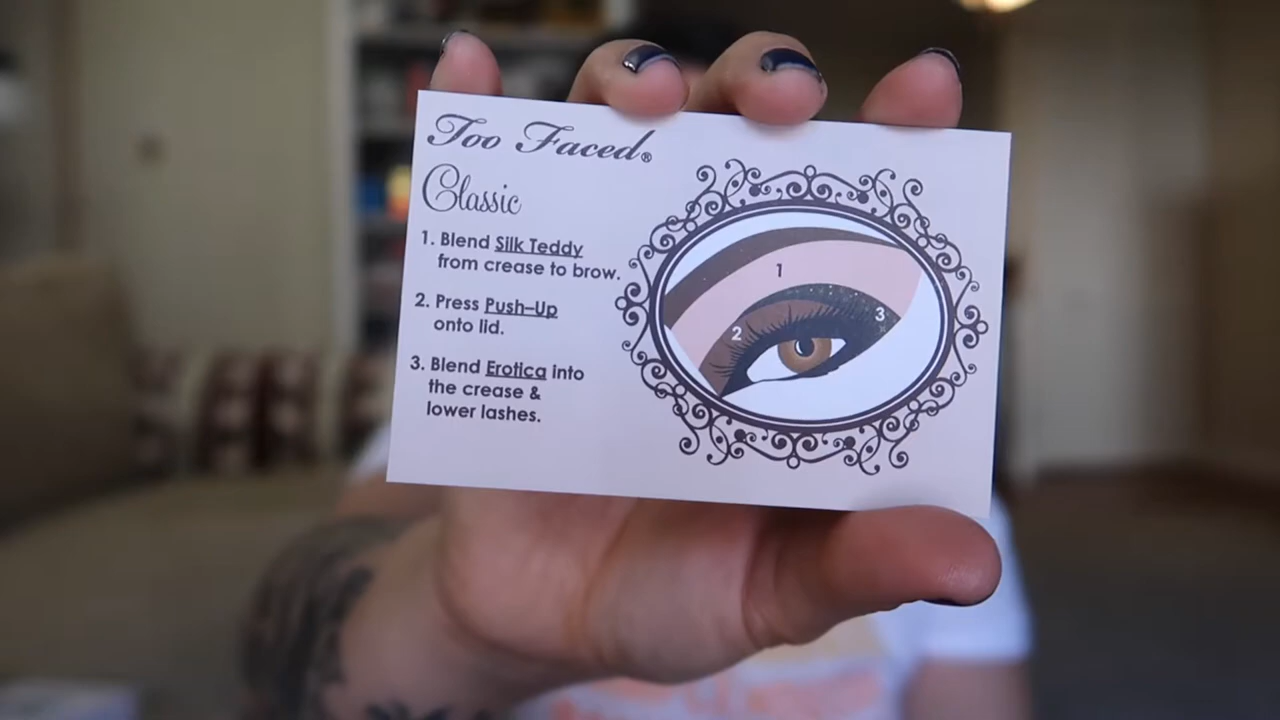 Too Faced®
Classic
1. Blend Silk Teddy
from crease to brow.
2. Press Push-Up
onto lid.
3. Blend Erotica into
the crease &
lower lashes.
1
2
3